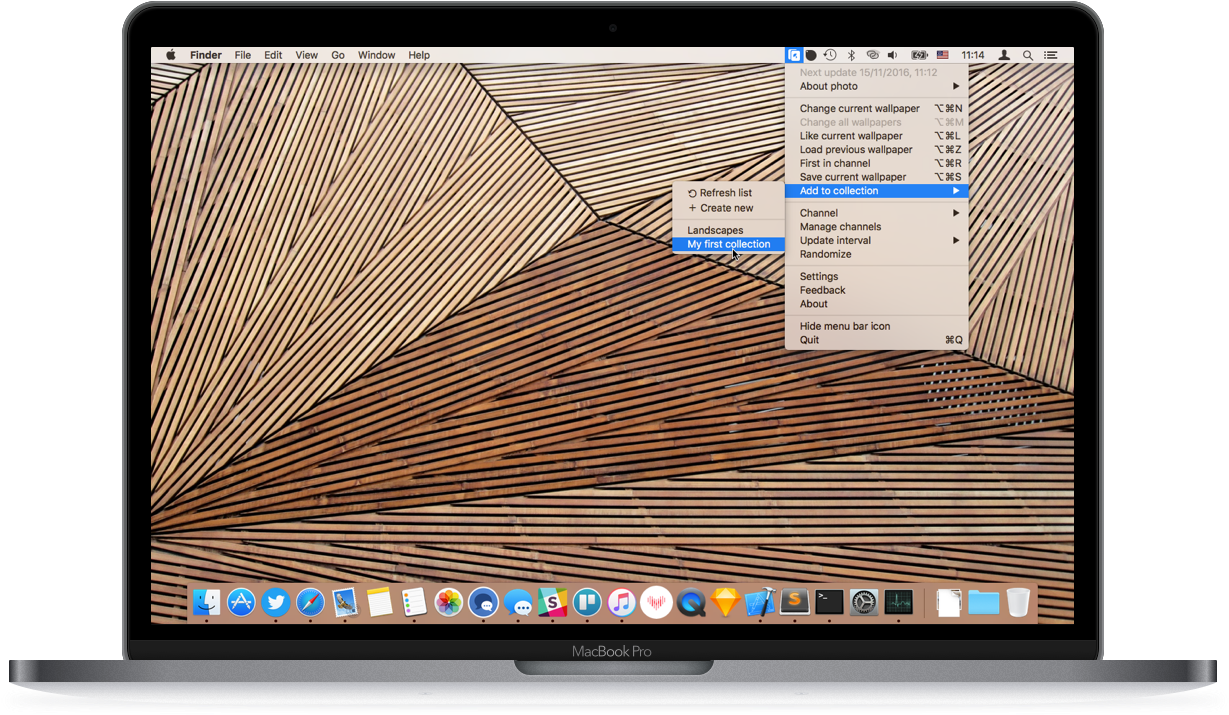 Finder File Edit View Go Window Help 11:14
Next update 15/11/2016, 11:12
About photo
Change current wallpaper ⌥⌘N
Change all wallpapers ⌥⌘M
Like current wallpaper ⌥⌘L
Load previous wallpaper ⌥⌘Z
First in channel ⌥⌘R
Save current wallpaper ⌥⌘S
Add to collection
Refresh list
+ Create new
Landscapes
My first collection
Channel
Manage channels
Update interval
Randomize
Settings
Feedback
About
Hide menu bar icon
Quit ⌘Q
S
S
>_
MacBook Pro